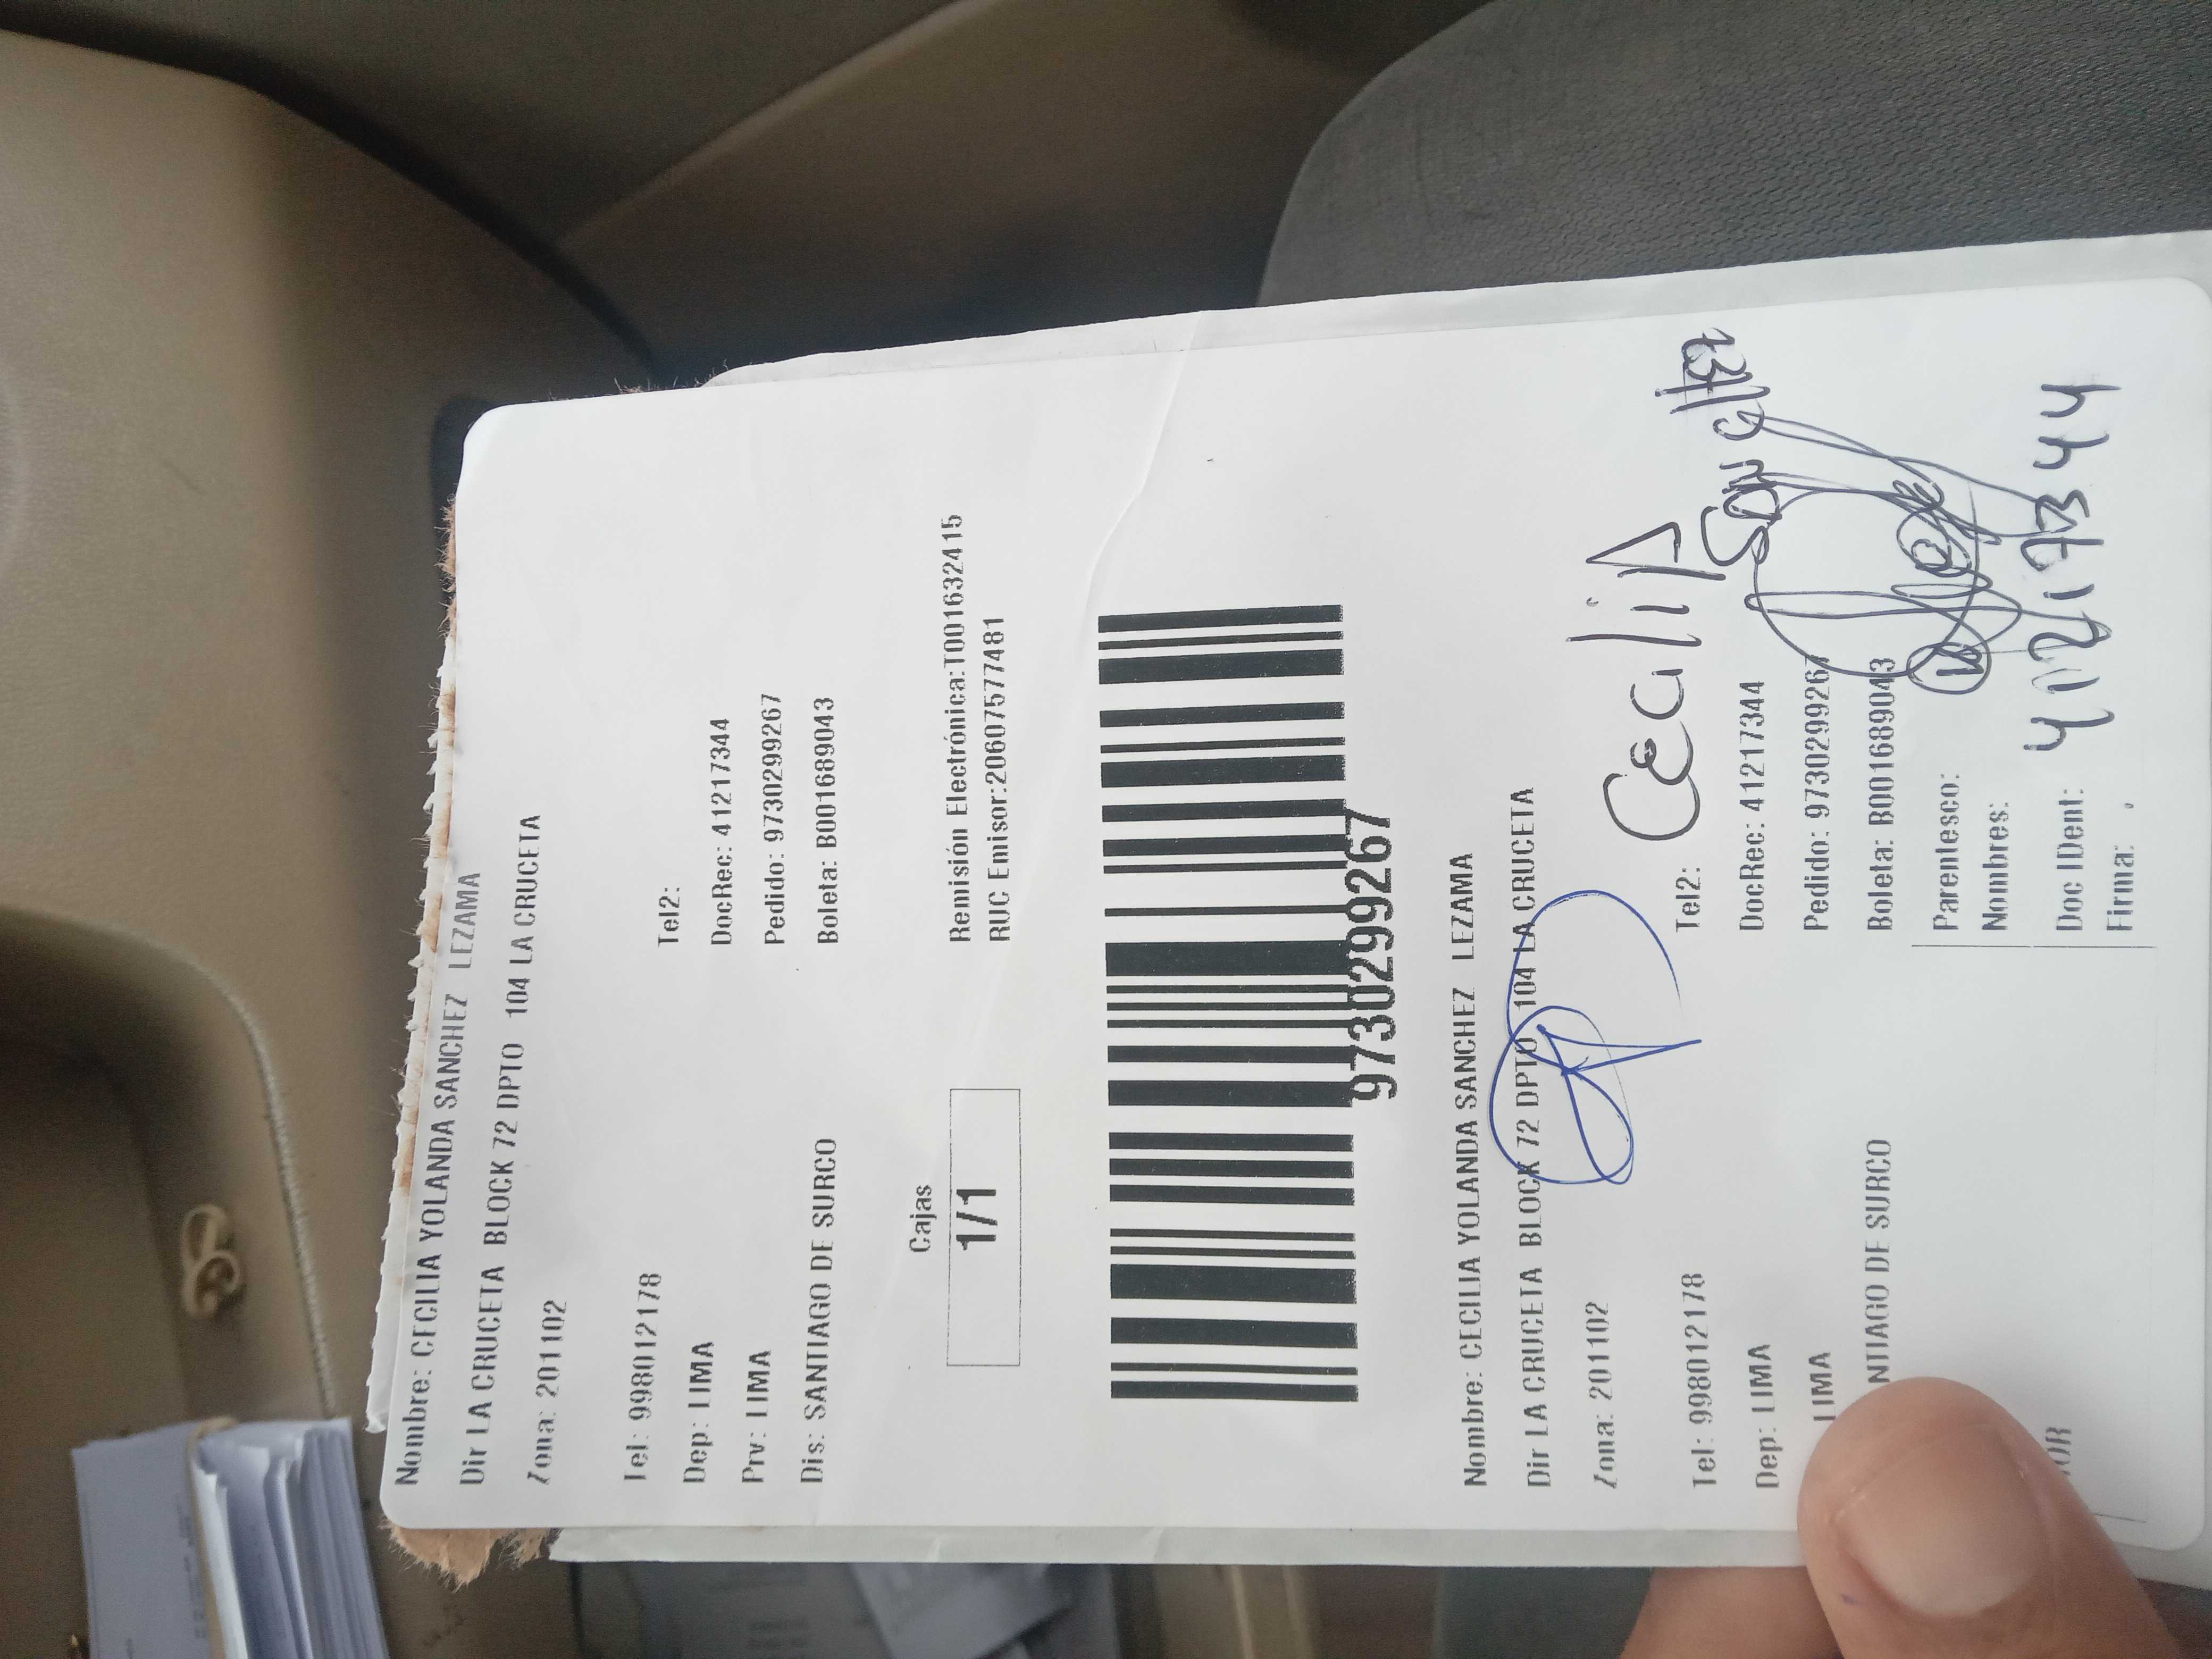 Nombre: CECILIA YOLANDA SANCHEZ LEZAMA
Dir LA CRUCETA BLOCK 72 DPTO 104 LA CRUCETA
Zona: 201102
Tel: 998012178 Tel2:
Dep: LIMA DocRec: 41217344
Prv: LIMA Pedido: 9730299267
Dis: SANTIAGO DE SURCO Boleta: B001689043
Cajas
1/1
Remisión Electrónica:T001632415
RUC Emisor:20607577481
9730299267
Nombre: CECILIA YOLANDA SANCHEZ LEZAMA
Dir LA CRUCETA BLOCK 72 DPTO 104 LA CRUCETA
Zona: 201102
Tel: 998012178 Tel2:
Dep: LIMA DocRec: 41217344
LIMA Pedido: 9730299267
NTIAGO DE SURCO Boleta: B001689043
Parentesco:
Nombres:
Doc IDent: 41217344
Firma: